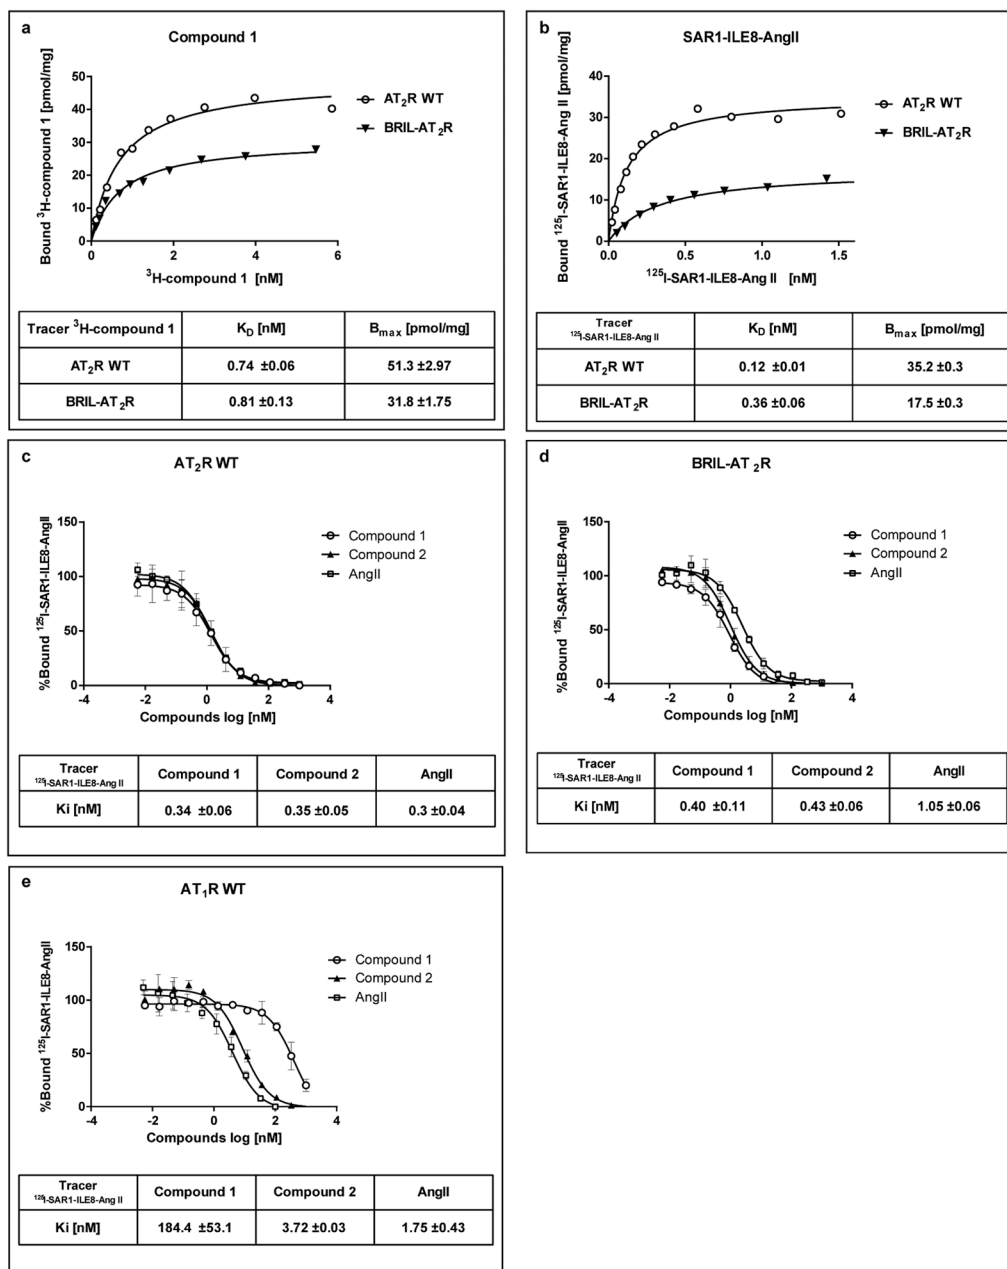 a
Compound 1
Bound ³H-compound 1 [pmol/mg]
50
40
30
20
10
0
0 2 4 6
³H-compound 1 [nM]
AT₂R WT
BRIL-AT₂R
Tracer ³H-compound 1 K_D [nM] B_max [pmol/mg]
AT₂R WT 0.74 ±0.06 51.3 ±2.97
BRIL-AT₂R 0.81 ±0.13 31.8 ±1.75
b
SAR1-ILE8-AngII
Bound ¹²⁵I-SAR1-ILE8-Ang II [pmol/mg]
40
30
20
10
0
0.0 0.5 1.0 1.5
¹²⁵I-SAR1-ILE8-Ang II [nM]
AT₂R WT
BRIL-AT₂R
Tracer
¹²⁵I-SAR1-ILE8-Ang II K_D [nM] B_max [pmol/mg]
AT₂R WT 0.12 ±0.01 35.2 ±0.3
BRIL-AT₂R 0.36 ±0.06 17.5 ±0.3
c
AT₂R WT
%Bound ¹²⁵I-SAR1-ILE8-AngII
150
100
50
0
-4 -2 0 2 4
Compounds log [nM]
Compound 1
Compound 2
AngII
Tracer
¹²⁵I-SAR1-ILE8-Ang II Compound 1 Compound 2 AngII
Ki [nM] 0.34 ±0.06 0.35 ±0.05 0.3 ±0.04
d
BRIL-AT ₂R
%Bound ¹²⁵I-SAR1-ILE8-AngII
150
100
50
0
-4 -2 0 2 4
Compounds log [nM]
Compound 1
Compound 2
AngII
Tracer
¹²⁵I-SAR1-ILE8-Ang II Compound 1 Compound 2 AngII
Ki [nM] 0.40 ±0.11 0.43 ±0.06 1.05 ±0.06
e
AT₁R WT
%Bound ¹²⁵I-SAR1-ILE8-AngII
150
100
50
0
-4 -2 0 2 4
Compounds log [nM]
Compound 1
Compound 2
AngII
Tracer
¹²⁵I-SAR1-ILE8-Ang II Compound 1 Compound 2 AngII
Ki [nM] 184.4 ±53.1 3.72 ±0.03 1.75 ±0.43